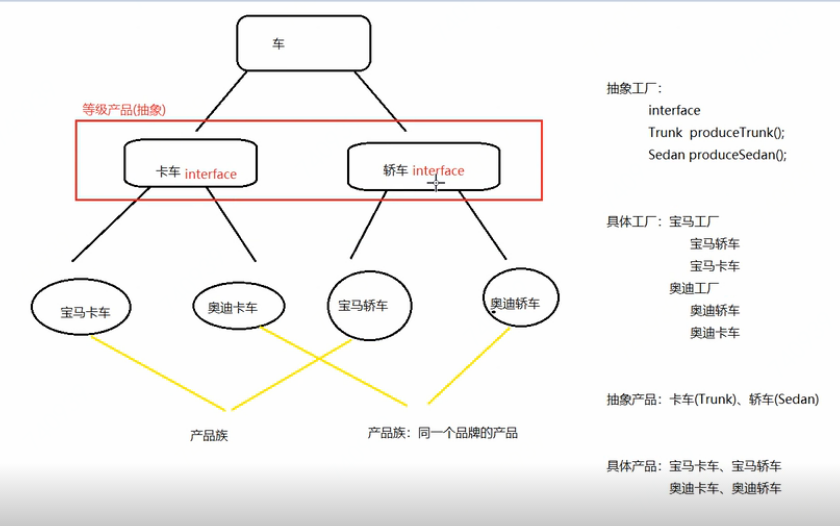 车
等级产品(抽象)
卡车 interface
轿车 interface
宝马卡车
奥迪卡车
宝马轿车
奥迪轿车
产品族
产品族：同一个品牌的产品
抽象工厂：
interface
Trunk produceTrunk();
Sedan produceSedan();
具体工厂：宝马工厂
宝马轿车
宝马卡车
奥迪工厂
奥迪轿车
奥迪卡车
抽象产品：卡车(Trunk)、轿车(Sedan)
具体产品：宝马卡车、宝马轿车
奥迪卡车、奥迪轿车